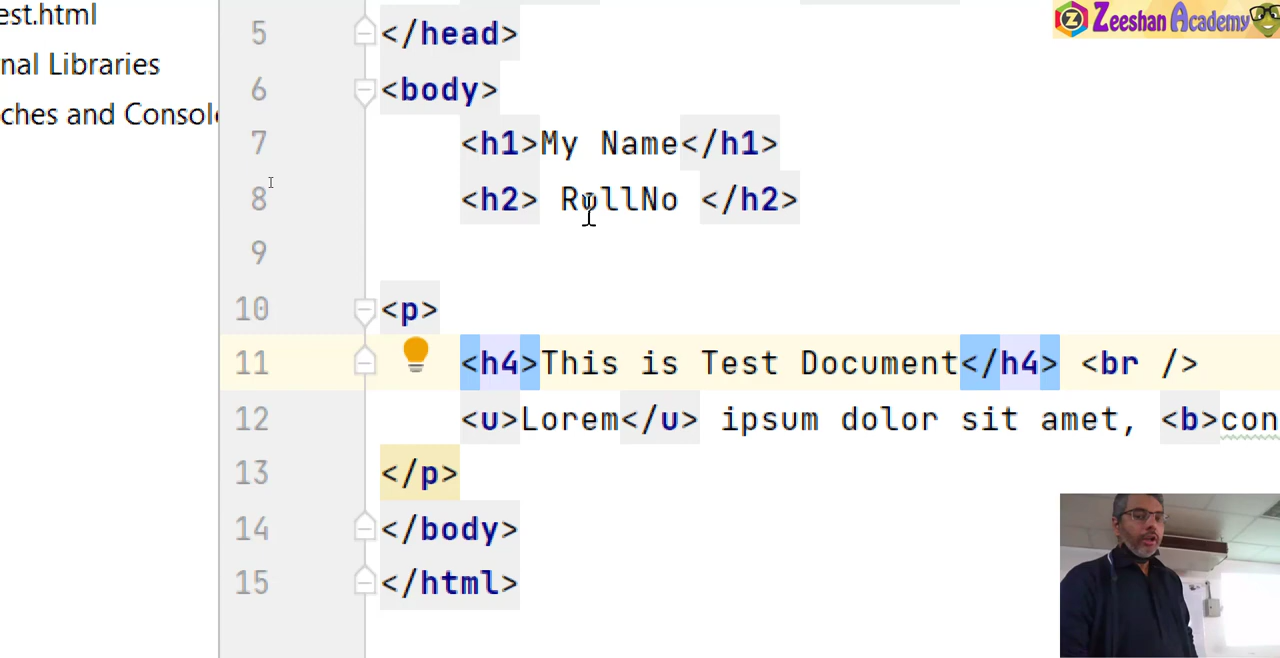 est.html
nal Libraries
ches and Consol
Zeeshan Academy
5 </head>
6 <body>
7 <h1>My Name</h1>
8 <h2> RollNo </h2>
9
10 <p>
11 <h4>This is Test Document</h4> <br />
12 <u>Lorem</u> ipsum dolor sit amet, <b>con
13 </p>
14 </body>
15 </html>